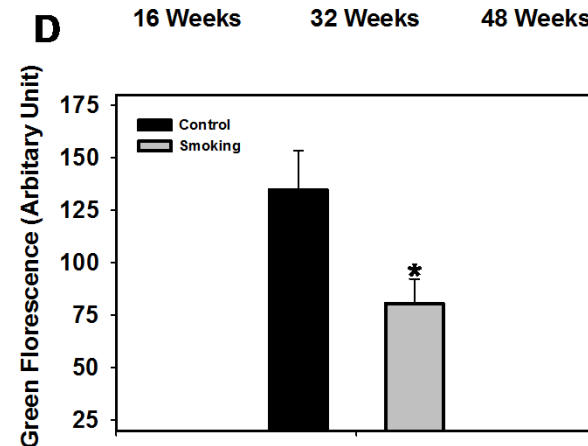 D
16 Weeks 32 Weeks 48 Weeks
Green Florescence (Arbitary Unit)
175
150
125
100
75
50
25
Control
Smoking
*